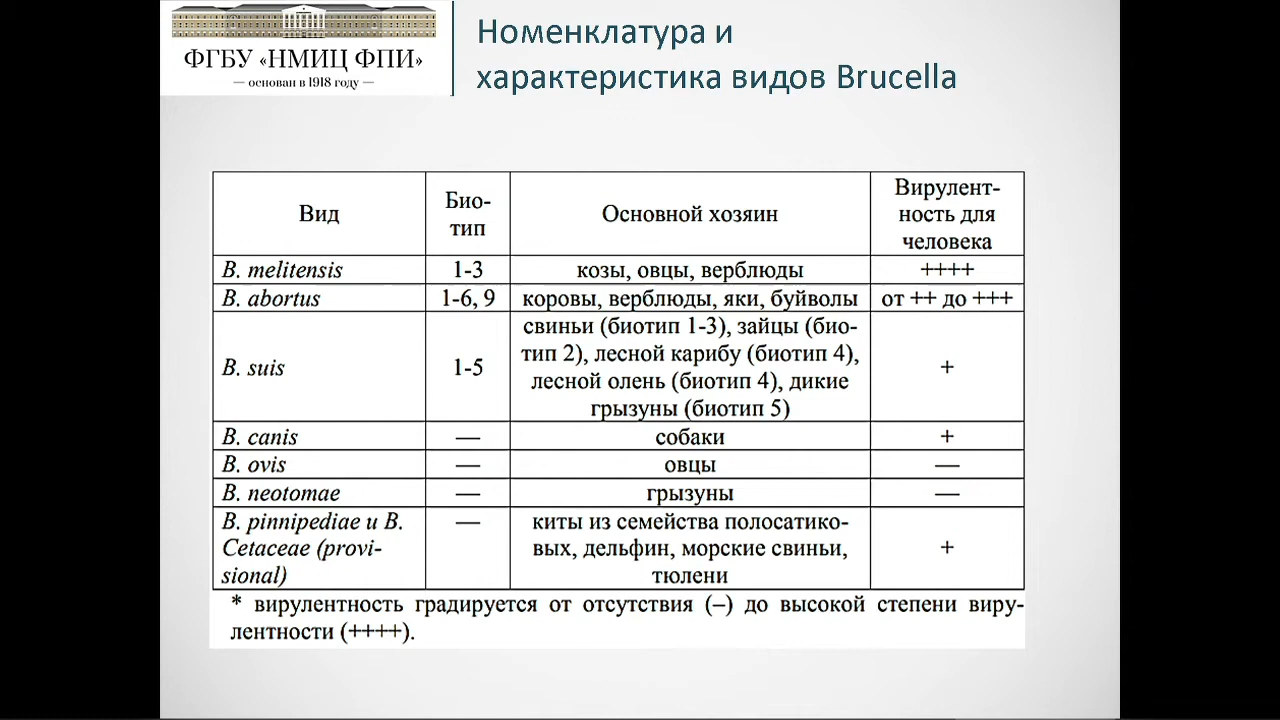 ФГБУ «НМИЦ ФПИ»
— основан в 1918 году —
Номенклатура и
характеристика видов Brucella
Вид
Био-
тип
Основной хозяин
Вирулент-
ность для
человека
B. melitensis
1-3
козы, овцы, верблюды
++++
B. abortus
1-6, 9
коровы, верблюды, яки, буйволы
от ++ до +++
B. suis
1-5
свиньи (биотип 1-3), зайцы (био-
тип 2), лесной карибу (биотип 4),
лесной олень (биотип 4), дикие
грызуны (биотип 5)
+
B. canis
—
собаки
+
B. ovis
—
овцы
—
B. neotomae
—
грызуны
—
B. pinnipediae и B.
Cetaceae (provi-
sional)
—
киты из семейства полосатико-
вых, дельфин, морские свиньи,
тюлени
+
* вирулентность градируется от отсутствия (–) до высокой степени виру-
лентности (++++).